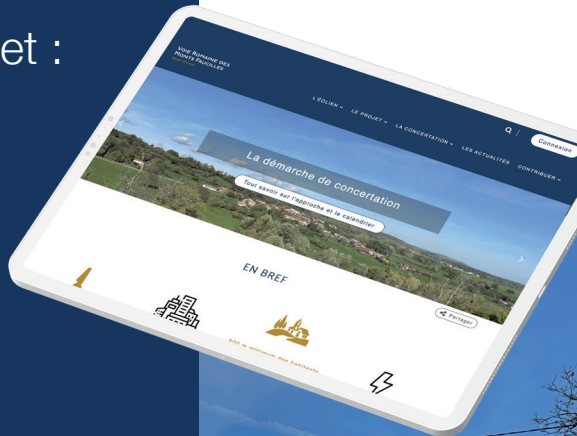 et :
VOIE ROMAINE DES
MONTS FAUCILLES
L'ÉOLIEN
LE PROJET
LA CONCERTATION
LES ACTUALITÉS
CONTRIBUER
Connexion
La démarche de concertation
Tout savoir sur l'approche et le calendrier
EN BREF
Partager
500 m minimum des habitants